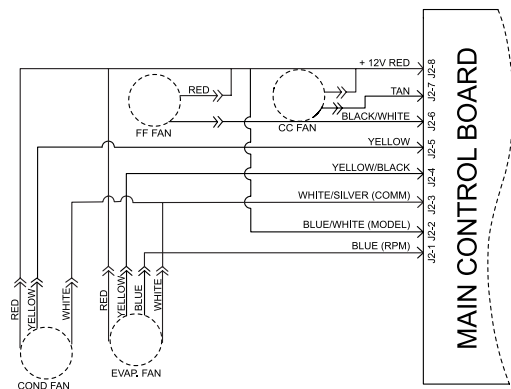 + 12V RED
J2-8
RED
TAN
J2-7
FF FAN
CC FAN
BLACK/WHITE
J2-6
YELLOW
J2-5
YELLOW/BLACK
J2-4
WHITE/SILVER (COMM)
J2-3
BLUE/WHITE (MODEL)
J2-2
BLUE (RPM)
J2-1
MAIN CONTROL BOARD
RED
YELLOW
WHITE
COND FAN
RED
YELLOW
BLUE
WHITE
EVAP. FAN